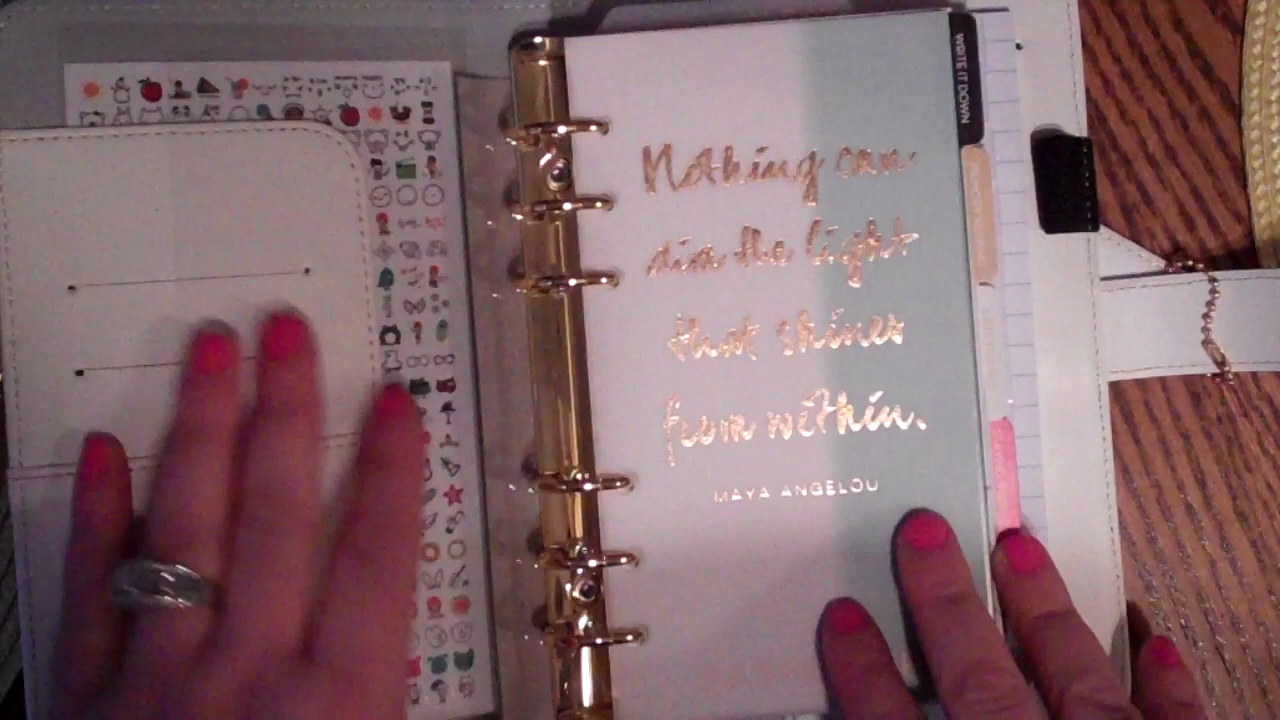 WRITE IT DOWN
Nothing can
dim the light
that shines
from within.
MAYA ANGELOU